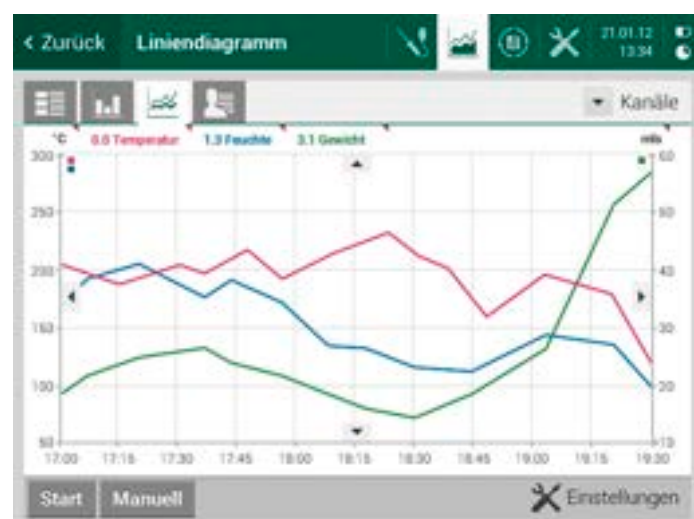 < Zurück Liniendiagramm 21.01.12
13:34
Kanäle
°C 0.0 Temperatur 1.3 Feuchte 3.1 Gewicht
300 60
250 50
200 40
150 30
100 20
50 10
17:00 17:15 17:30 17:45 18:00 18:15 18:30 18:45 19:00 19:15 19:30
Start Manuell Einstellungen